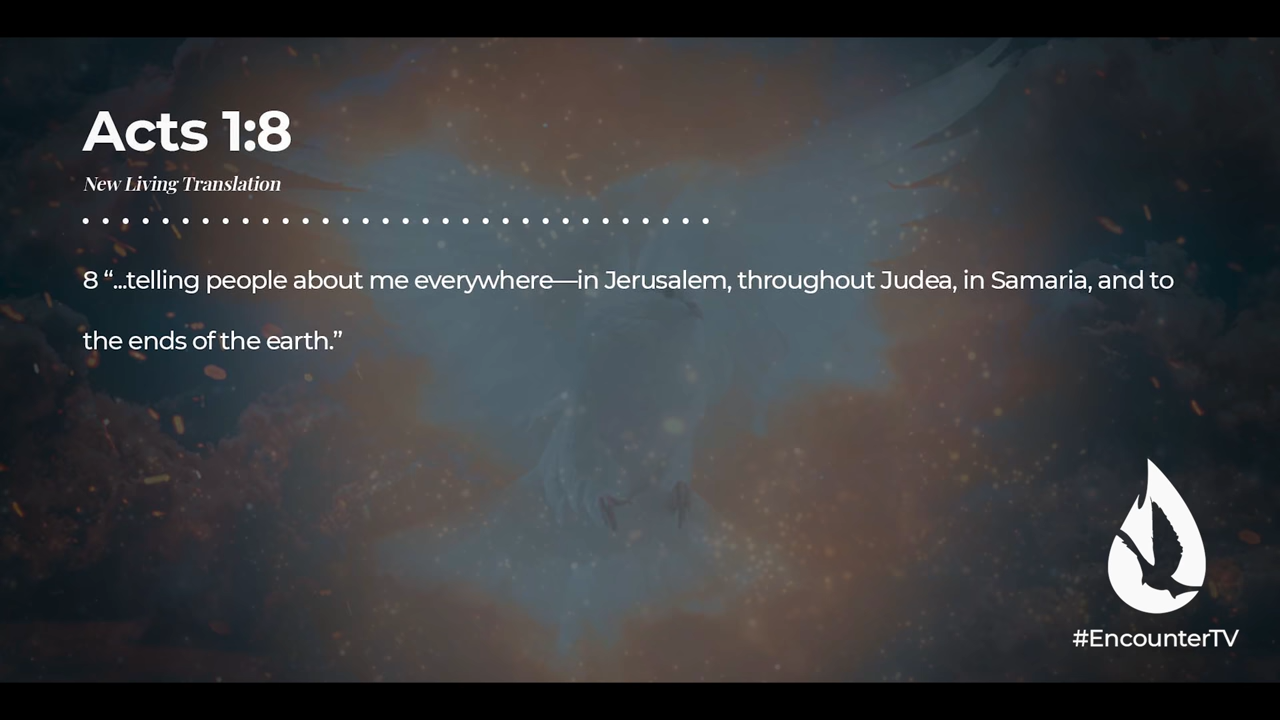 Acts 1:8
New Living Translation
8 “...telling people about me everywhere—in Jerusalem, throughout Judea, in Samaria, and to
the ends of the earth.”
#EncounterTV